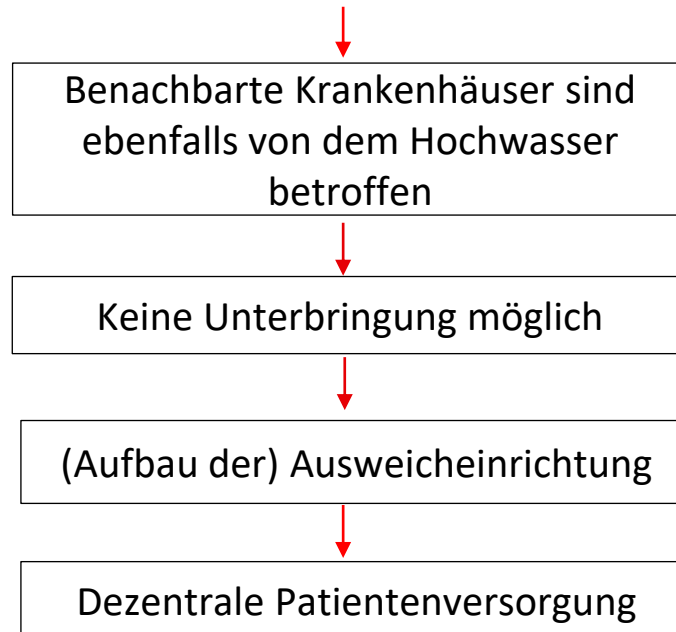 Benachbarte Krankenhäuser sind
ebenfalls von dem Hochwasser
betroffen
Keine Unterbringung möglich
(Aufbau der) Ausweicheinrichtung
Dezentrale Patientenversorgung